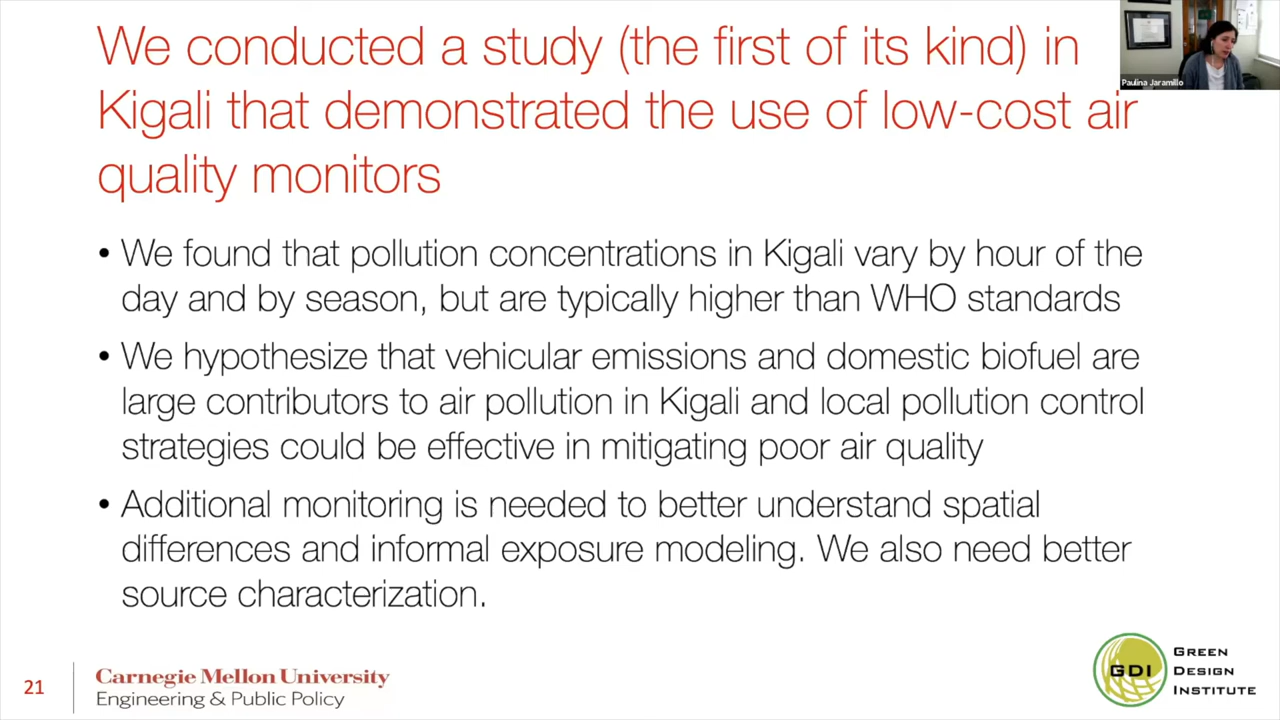 We conducted a study (the first of its kind) in
Kigali that demonstrated the use of low-cost air
quality monitors
Paulina Jaramillo
• We found that pollution concentrations in Kigali vary by hour of the
day and by season, but are typically higher than WHO standards
• We hypothesize that vehicular emissions and domestic biofuel are
large contributors to air pollution in Kigali and local pollution control
strategies could be effective in mitigating poor air quality
• Additional monitoring is needed to better understand spatial
differences and informal exposure modeling. We also need better
source characterization.
21
Carnegie Mellon University
Engineering & Public Policy
GDI
GREEN
DESIGN
INSTITUTE